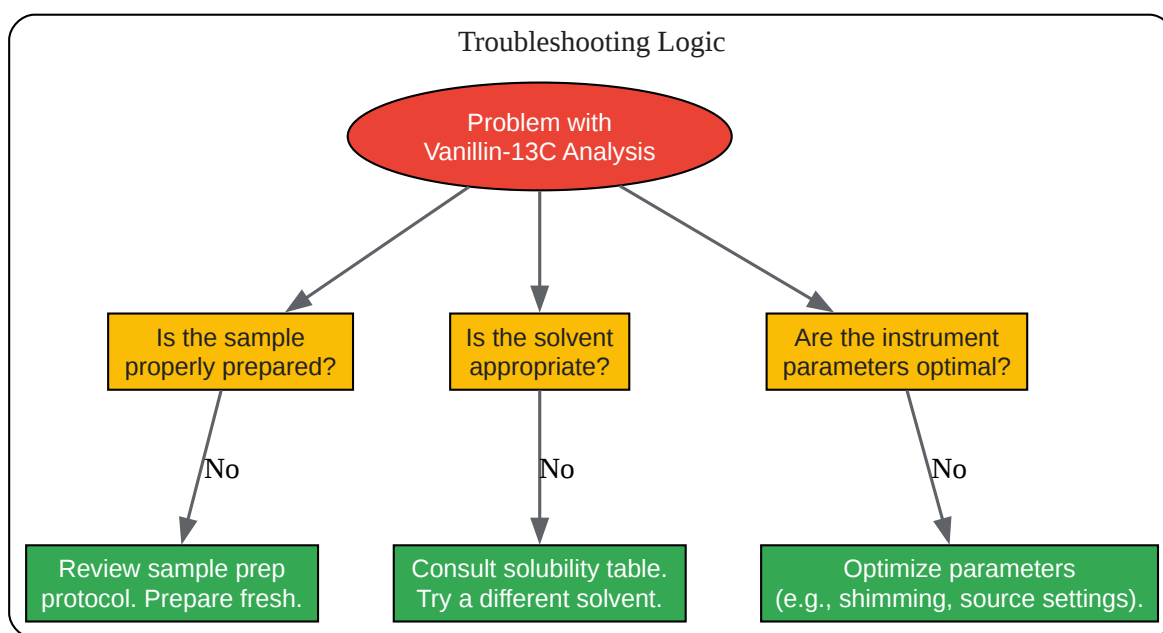 Troubleshooting Logic
Problem with
Vanillin-13C Analysis
Is the sample
properly prepared?
Is the solvent
appropriate?
Are the instrument
parameters optimal?
No
No
No
Review sample prep
protocol. Prepare fresh.
Consult solubility table.
Try a different solvent.
Optimize parameters
(e.g., shimming, source settings).